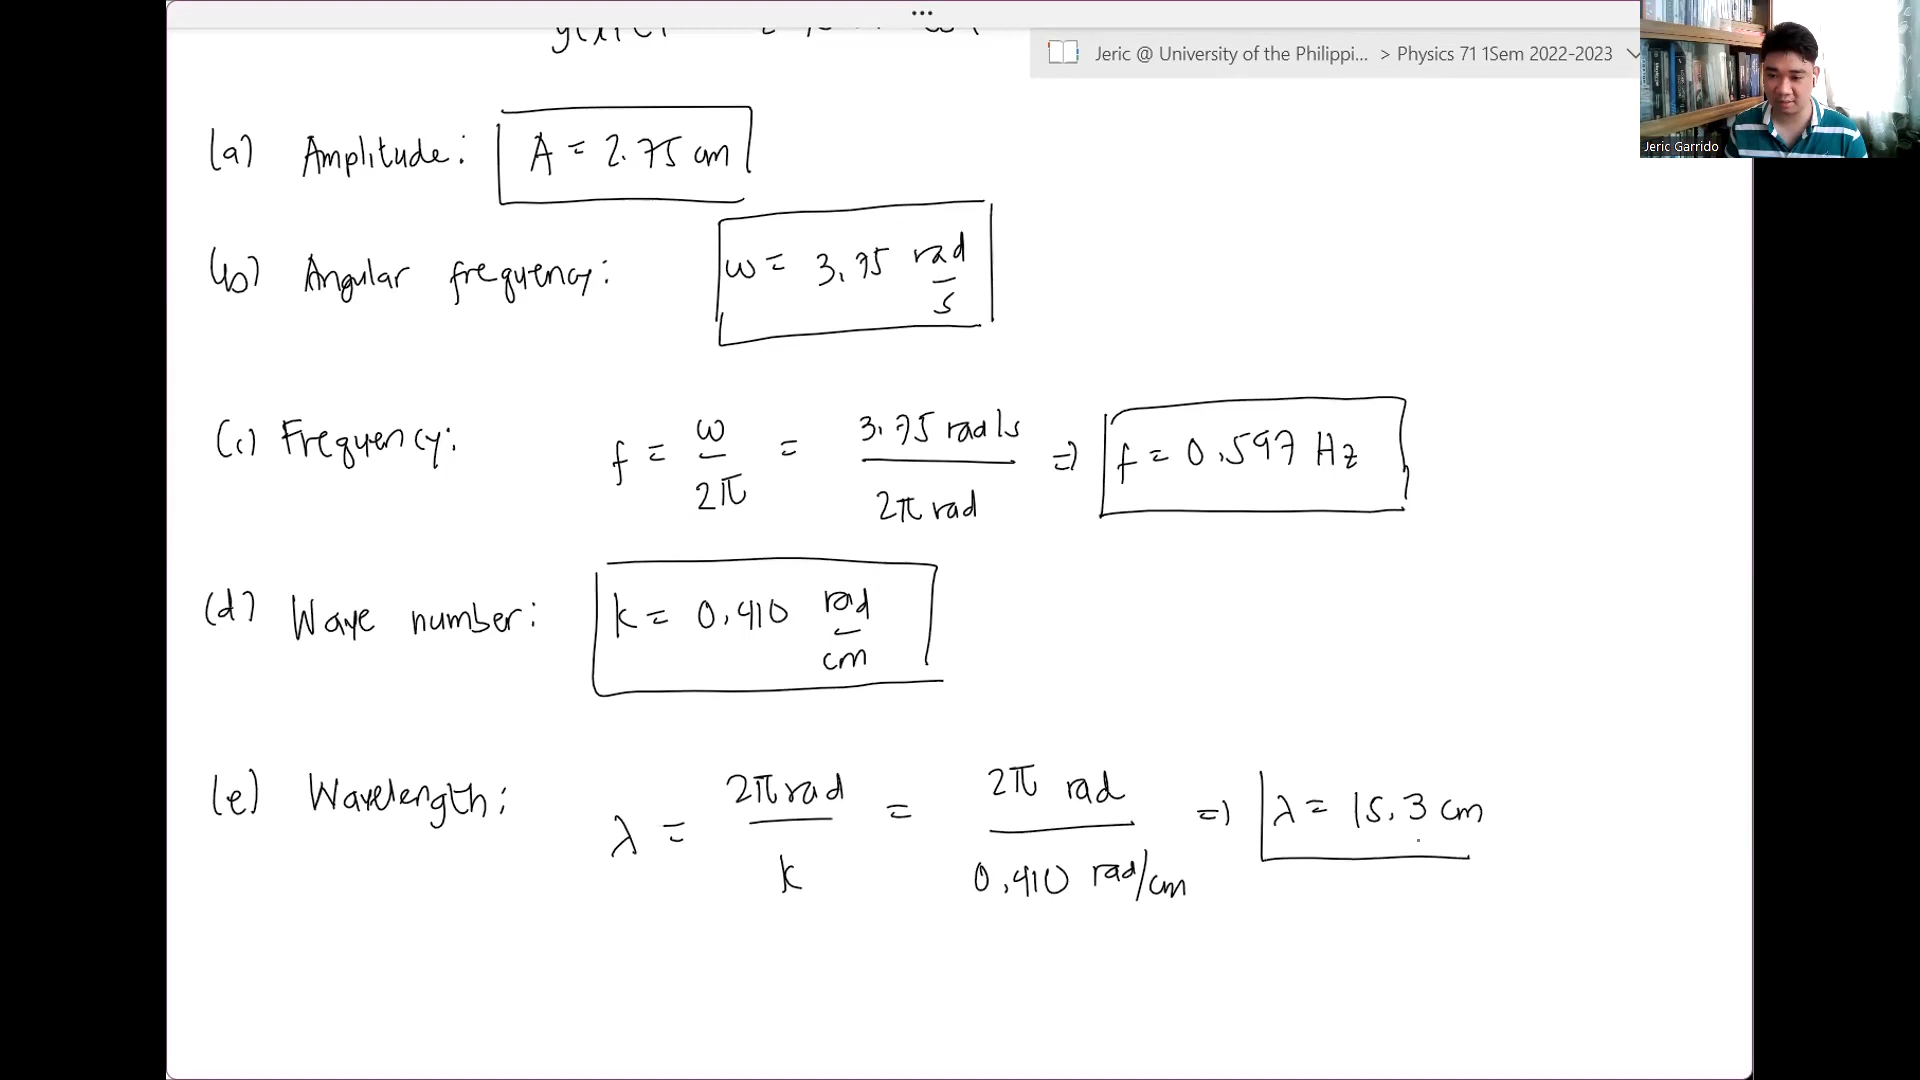 ...
Jeric @ University of the Philippi... > Physics 71 1Sem 2022-2023
Jeric Garrido
(a) Amplitude: A = 2.75 cm
(b) Angular frequency: ω = 3.75 rad/s
(c) Frequency: f = ω/2π = 3.75 rad/s / 2π rad ⇒ f = 0.597 Hz
(d) Wave number: k = 0.410 rad/cm
(e) Wavelength: λ = 2π rad/k = 2π rad / 0.410 rad/cm ⇒ λ = 15.3 cm